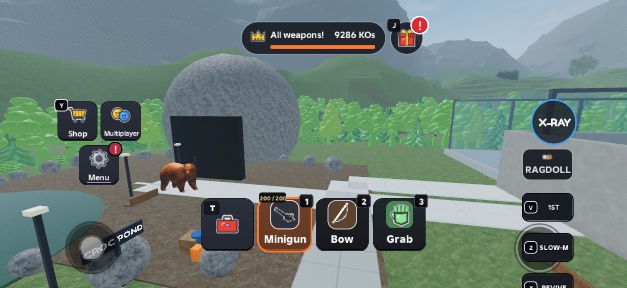 All weapons! 9286 KOs
J
!
Y
Shop
Multiplayer
X-RAY
!
Menu
RAGDOLL
T
200 / 200
1
Minigun
2
Bow
3
Grab
V 1ST
CROC POND
Z SLOW-M
REVIVE